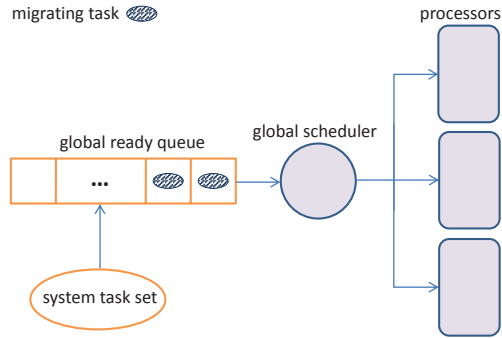 migrating task
processors
global ready queue
global scheduler
...
system task set